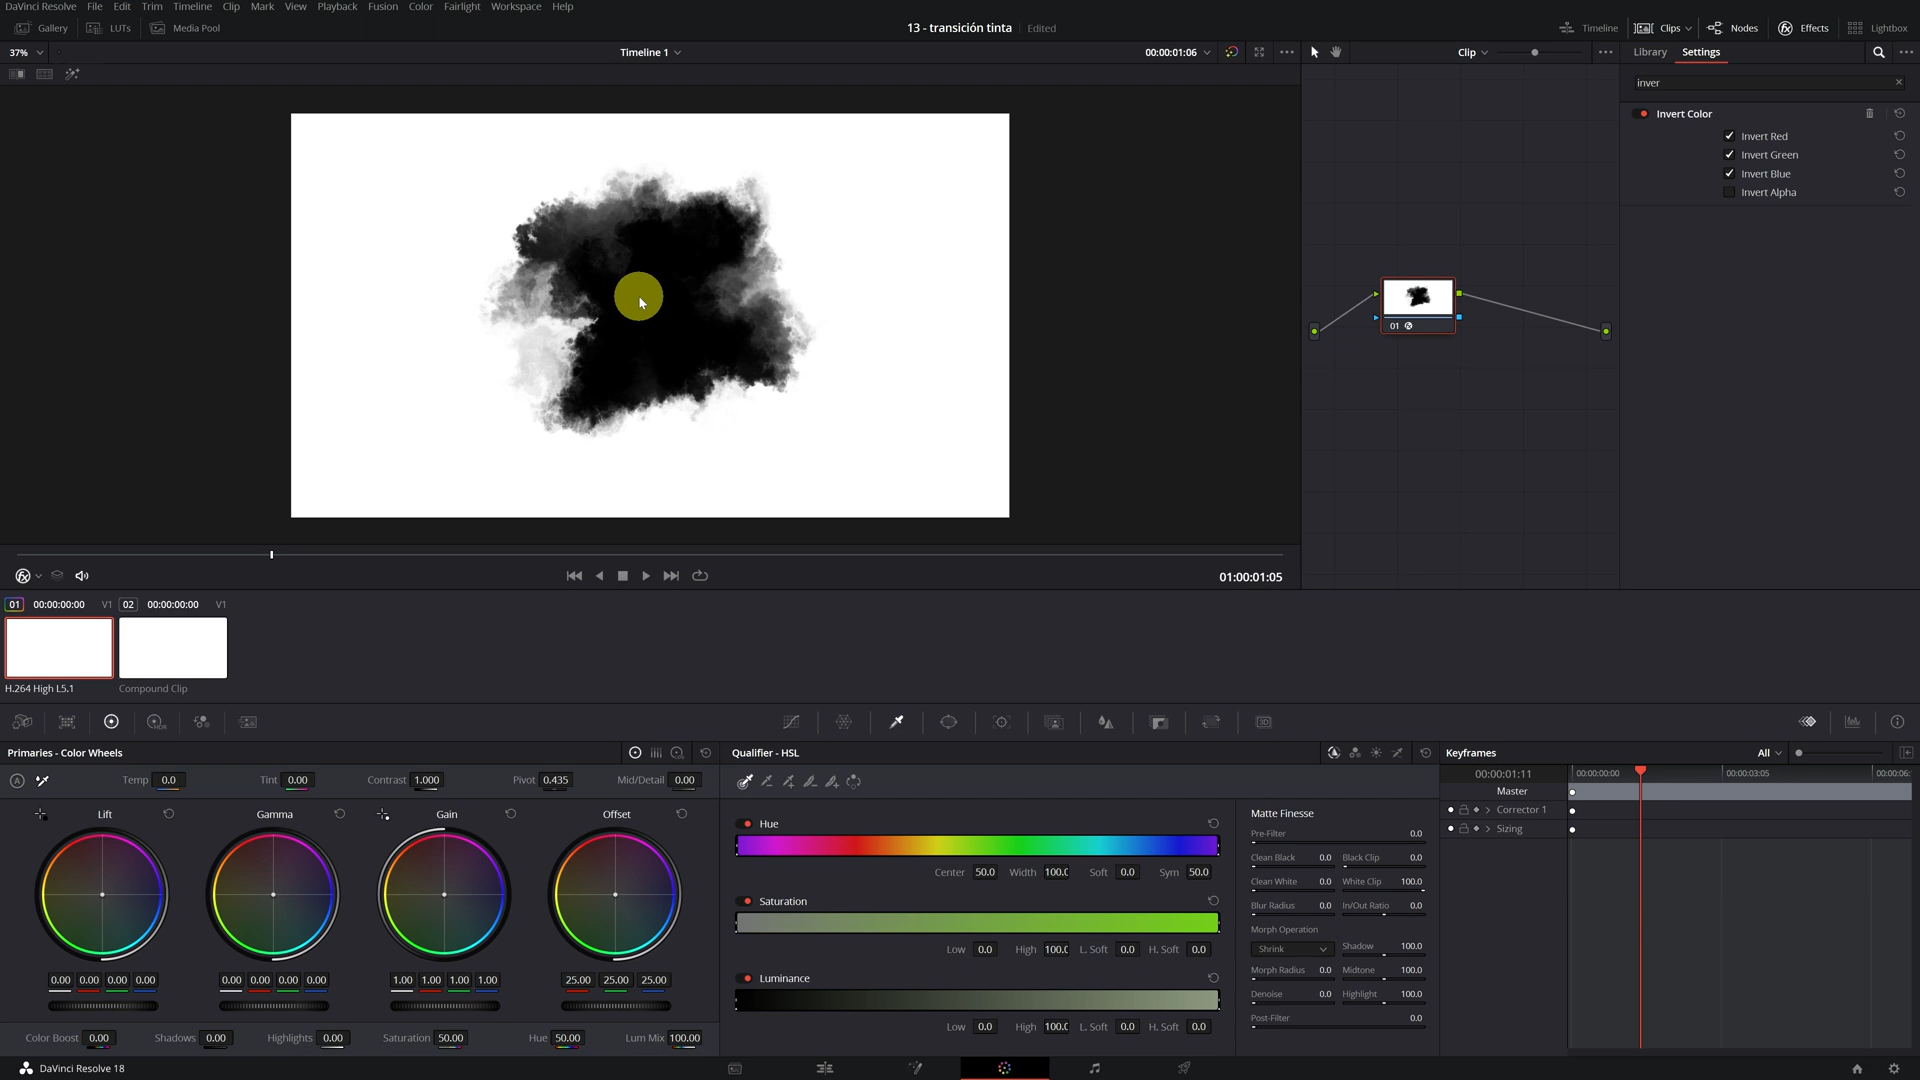 DaVinci Resolve File Edit Trim Timeline Clip Mark View Playback Fusion Color Fairlight Workspace Help
Gallery LUTs Media Pool 13 - transición tinta Edited Timeline Clips Nodes Effects Lightbox
37% Timeline 1 00:00:01:06 Clip Library Settings
inver
Invert Color
Invert Red
Invert Green
Invert Blue
Invert Alpha
01
01:00:01:05
01 00:00:00:00 V1 02 00:00:00:00 V1
H.264 High L5.1 Compound Clip
HDR
3D
Primaries - Color Wheels Qualifier - HSL Keyframes All
Temp 0.0 Tint 0.00 Contrast 1.000 Pivot 0.435 Mid/Detail 0.00
00:00:01:11 00:00:00:00 00:00:03:05 00:00:06:
Master
Corrector 1
Sizing
Lift Gamma Gain Offset
0.00 0.00 0.00 0.00 0.00 0.00 0.00 0.00 1.00 1.00 1.00 1.00 25.00 25.00 25.00
Color Boost 0.00 Shadows 0.00 Highlights 0.00 Saturation 50.00 Hue 50.00 Lum Mix 100.00
Hue
Center 50.0 Width 100.0 Soft 0.0 Sym 50.0
Saturation
Low 0.0 High 100.0 L. Soft 0.0 H. Soft 0.0
Luminance
Low 0.0 High 100.0 L. Soft 0.0 H. Soft 0.0
Matte Finesse
Pre-Filter 0.0
Clean Black 0.0 Black Clip 0.0
Clean White 0.0 White Clip 100.0
Blur Radius 0.0 In/Out Ratio 0.0
Morph Operation
Shrink Shadow 100.0
Morph Radius 0.0 Midtone 100.0
Denoise 0.0 Highlight 100.0
Post-Filter 0.0
DaVinci Resolve 18